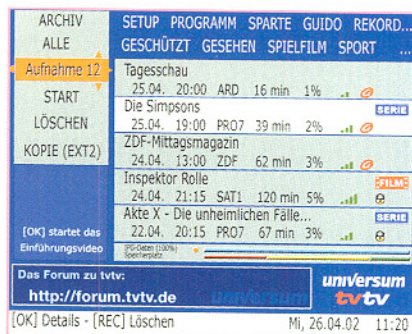 ARCHIV
ALLE
Aufnahme 12
START
LÖSCHEN
KOPIE (EXT2)
[OK] startet das
Einführungsvideo
SETUP PROGRAMM SPARTE GUIDO REKORD...
GESCHÜTZT GESEHEN SPIELFILM SPORT ...
Tagesschau
25.04. 20:00 ARD 16 min 1%
Die Simpsons SERIE
25.04. 19:00 PRO7 39 min 2%
ZDF-Mittagsmagazin
24.04. 13:00 ZDF 62 min 3%
Inspektor Rolle FILM
24.04. 21:15 SAT1 120 min 5%
Akte X - Die unheimlichen Fälle... SERIE
22.04. 20:15 PRO7 67 min 3%
JPG-Daten (100%)
Speicherplatz
Das Forum zu tvtv:
http://forum.tvtv.de
universum
universum
tvtv
[OK] Details - [REC] Löschen Mi, 26.04.02 11:20